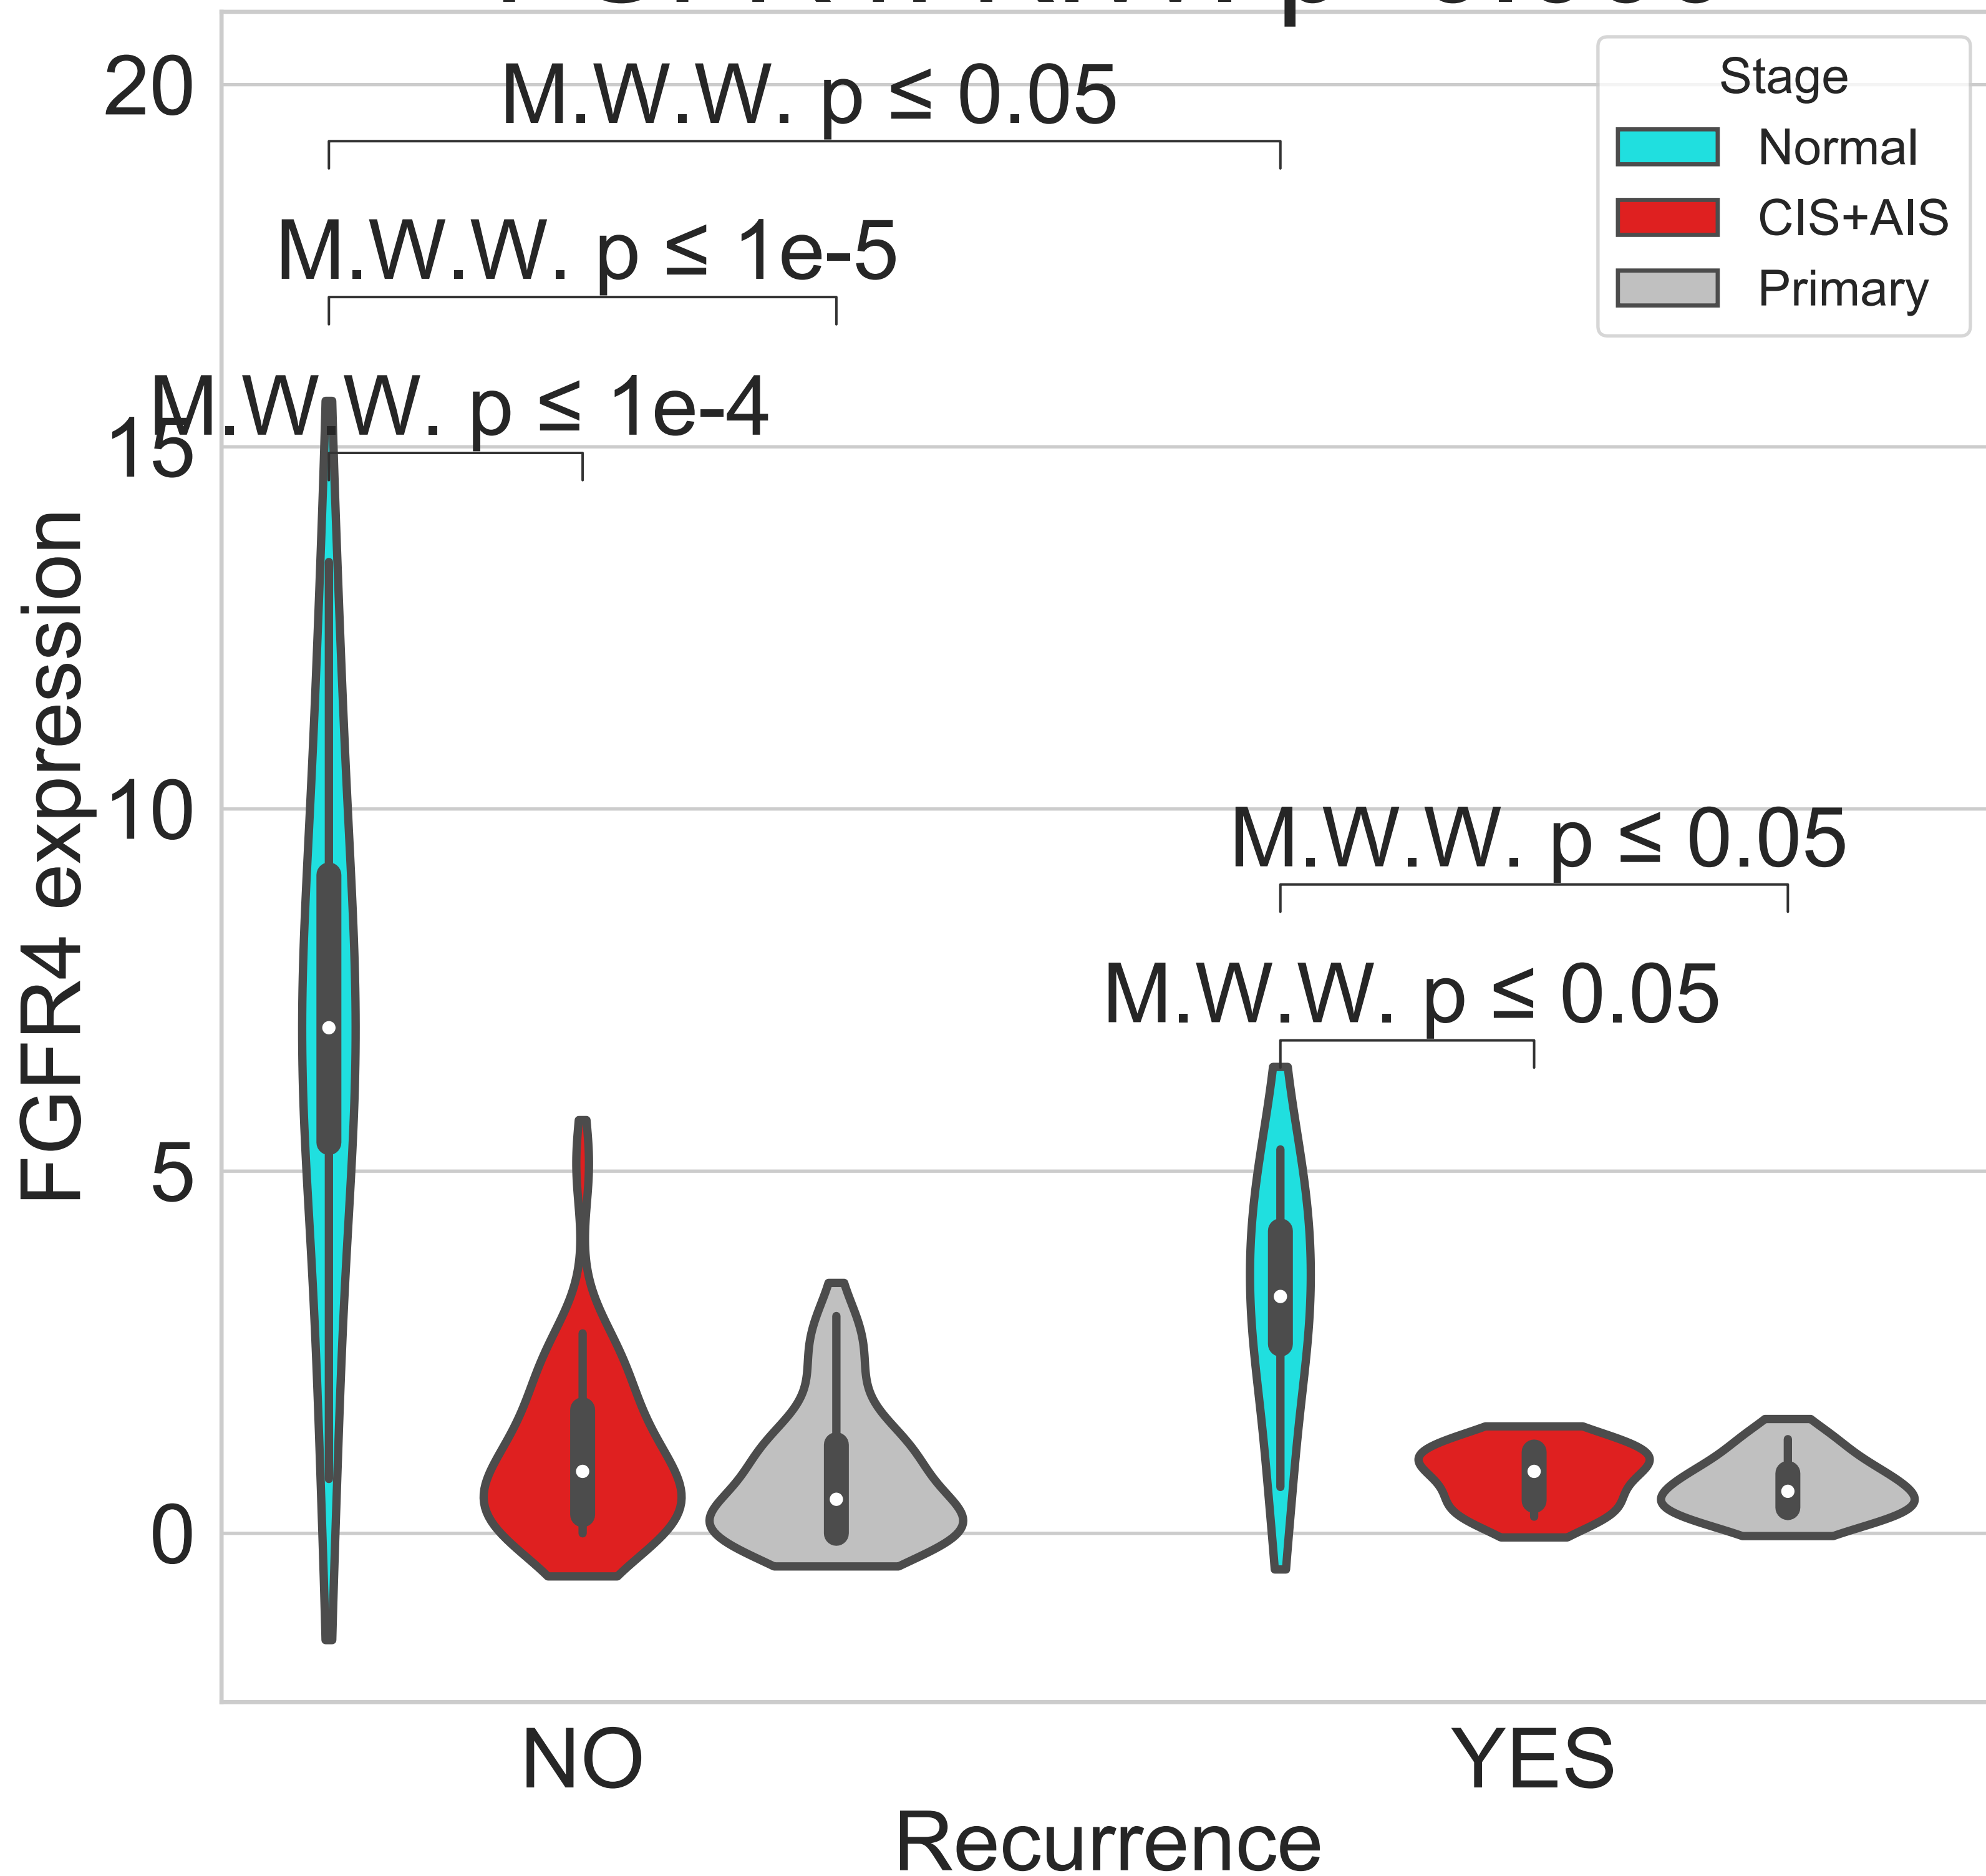 M.W.W. p ≤ 0.05
M.W.W. p ≤ 1e-5
M.W.W. p ≤ 1e-4
M.W.W. p ≤ 0.05
M.W.W. p ≤ 0.05
Stage
Normal
CIS+AIS
Primary
20
15
10
5
0
FGFR4 expression
NO
YES
Recurrence